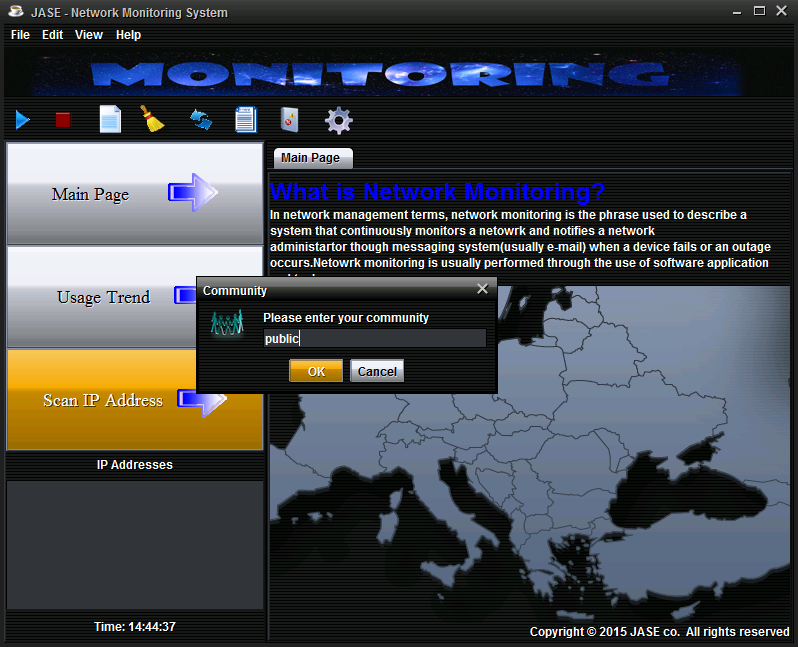 JASE - Network Monitoring System
File Edit View Help
MONITORING
Main Page
Usage Trend
Scan IP Address
IP Addresses
Time: 14:44:37
Main Page
What is Network Monitoring?
In network management terms, network monitoring is the phrase used to describe a
system that continuously monitors a netowrk and notifies a network
administartor though messaging system(usually e-mail) when a device fails or an outage
occurs.Netowrk monitoring is usually performed through the use of software application
Community
Please enter your community
public
OK Cancel
Copyright © 2015 JASE co. All rights reserved